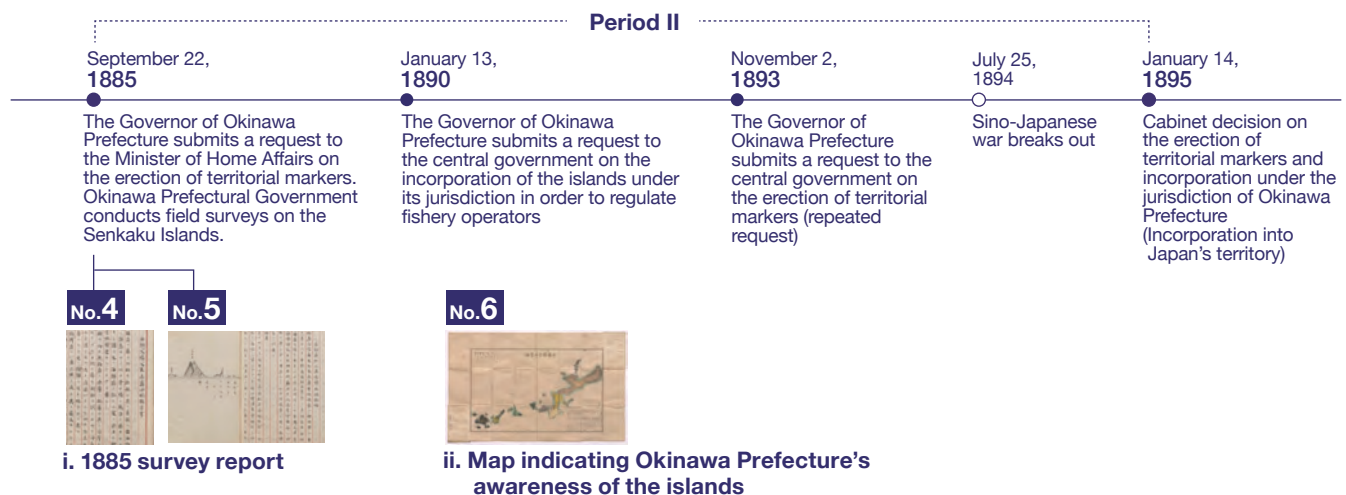 Period II
September 22,
1885
The Governor of Okinawa
Prefecture submits a request to
the Minister of Home Affairs on
the erection of territorial markers.
Okinawa Prefectural Government
conducts field surveys on the
Senkaku Islands.
January 13,
1890
The Governor of Okinawa
Prefecture submits a request to
the central government on the
incorporation of the islands under
its jurisdiction in order to regulate
fishery operators
November 2,
1893
The Governor of
Okinawa Prefecture
submits a request to the
central government on
the erection of territorial
markers (repeated
request)
July 25,
1894
Sino-Japanese
war breaks out
January 14,
1895
Cabinet decision on
the erection of
territorial markers and
incorporation under the
jurisdiction of Okinawa
Prefecture
(Incorporation into
Japan's territory)
No.4
No.5
i. 1885 survey report
No.6
ii. Map indicating Okinawa Prefecture's
awareness of the islands